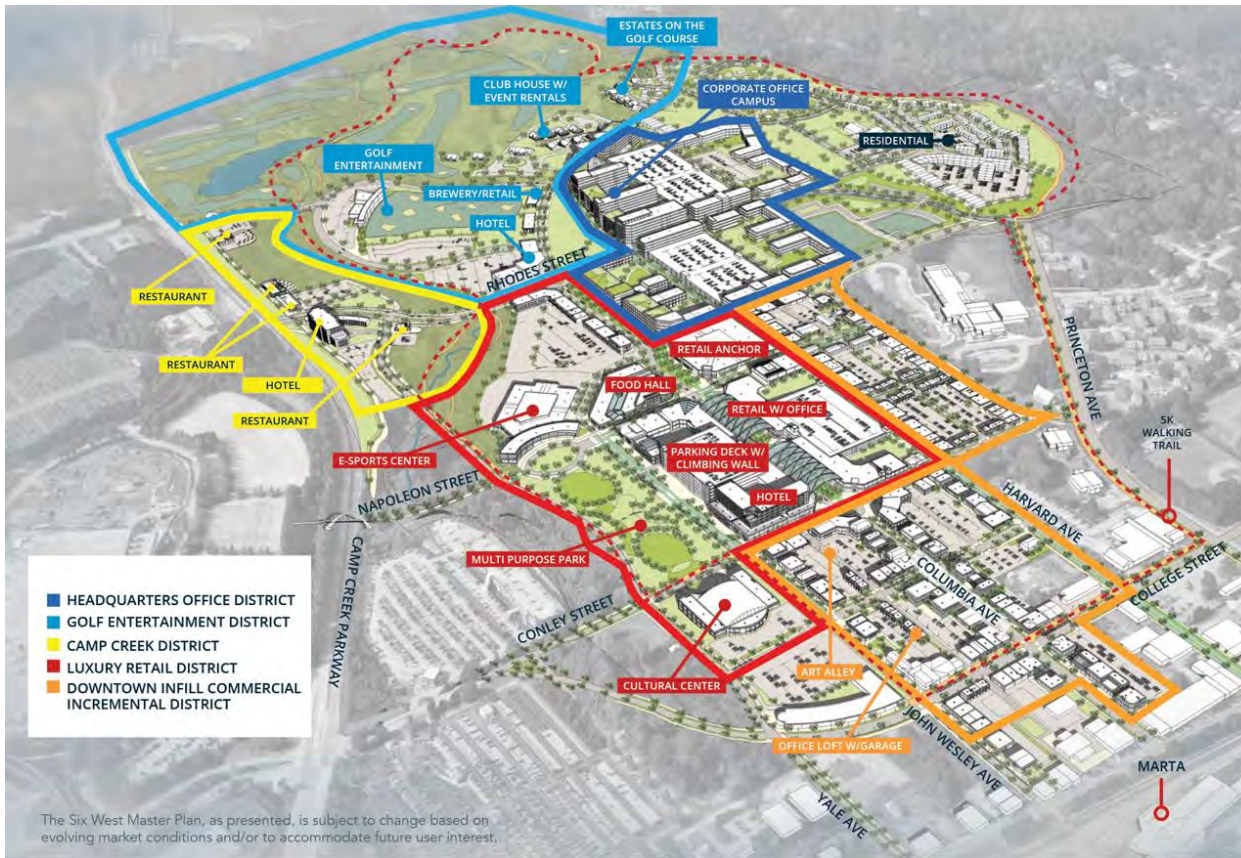 ESTATES ON THE
GOLF COURSE
CLUB HOUSE W/
EVENT RENTALS
CORPORATE OFFICE
CAMPUS
RESIDENTIAL
GOLF
ENTERTAINMENT
BREWERY/RETAIL
HOTEL
RHODES STREET
RESTAURANT
RESTAURANT
HOTEL
RESTAURANT
RETAIL ANCHOR
FOOD HALL
RETAIL W/ OFFICE
PARKING DECK W/
CLIMBING WALL
HOTEL
E-SPORTS CENTER
NAPOLEON STREET
MULTI PURPOSE PARK
PRINCETON AVE
5K
WALKING
TRAIL
HARVARD AVE
COLLEGE STREET
COLUMBIA AVE
CONLEY STREET
CAMP CREEK PARKWAY
CULTURAL CENTER
ART ALLEY
OFFICE LOFT W/GARAGE
JOHN WESLEY AVE
YALE AVE
MARTA
HEADQUARTERS OFFICE DISTRICT
GOLF ENTERTAINMENT DISTRICT
CAMP CREEK DISTRICT
LUXURY RETAIL DISTRICT
DOWNTOWN INFILL COMMERCIAL
INCREMENTAL DISTRICT
The Six West Master Plan, as presented, is subject to change based on
evolving market conditions and/or to accommodate future user interest.